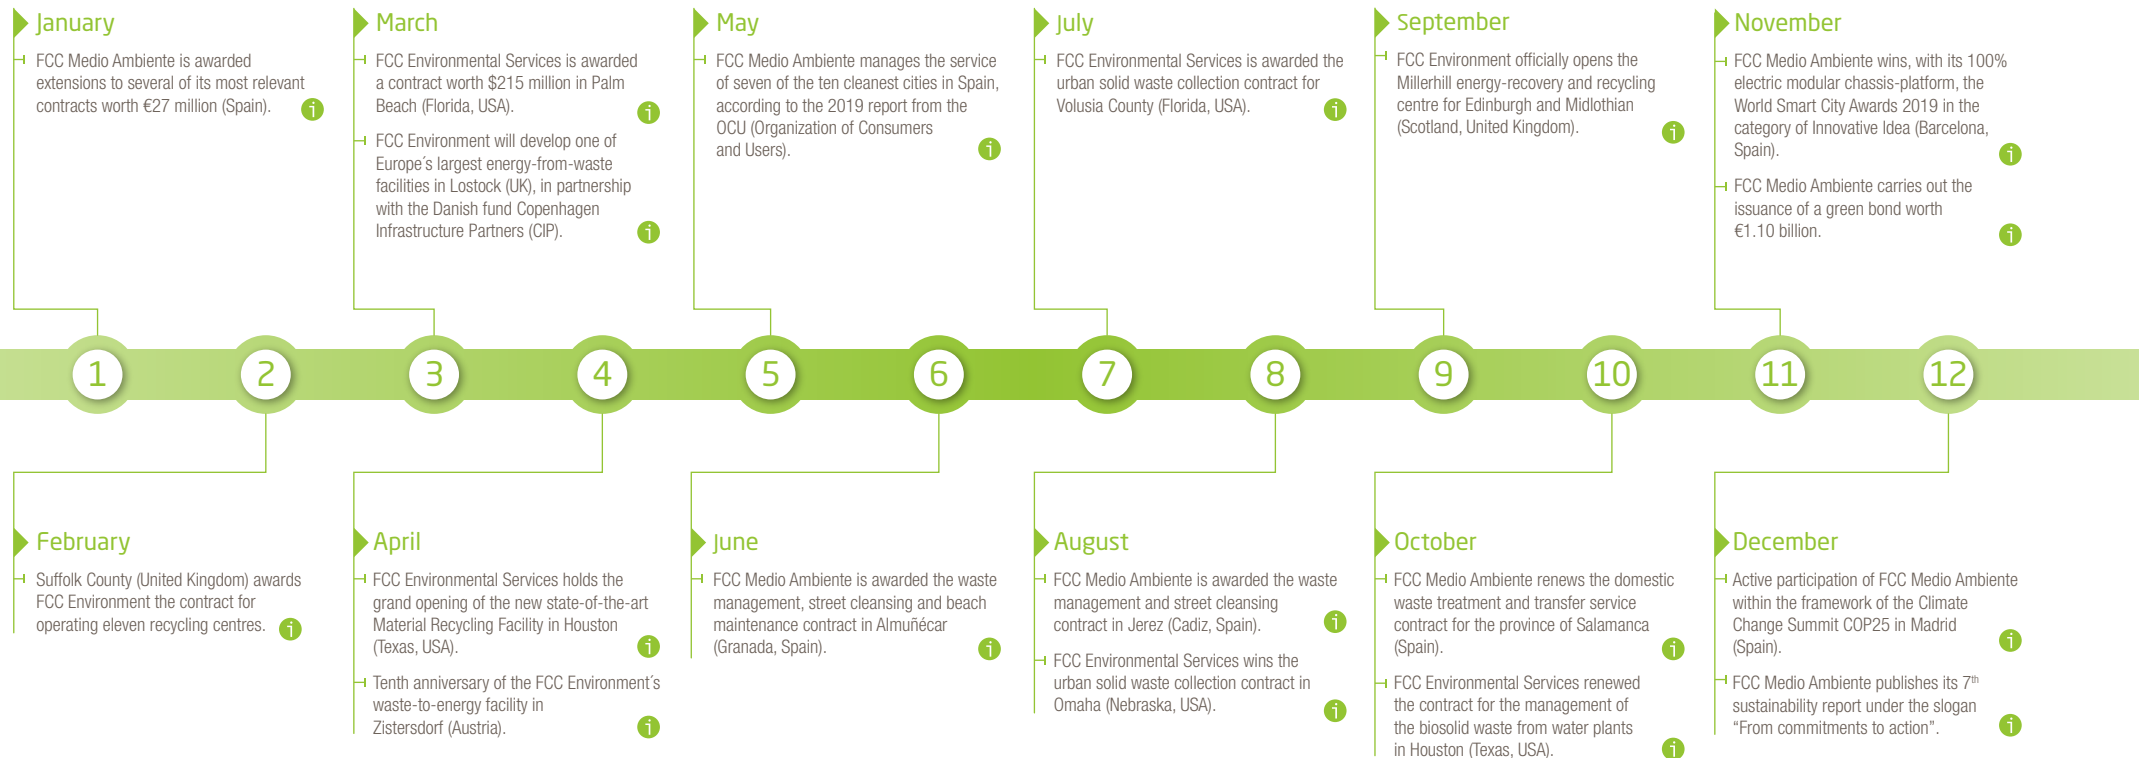 January
FCC Medio Ambiente is awarded
extensions to several of its most relevant
contracts worth €27 million (Spain).
i
March
FCC Environmental Services is awarded
a contract worth $215 million in Palm
Beach (Florida, USA).
i
FCC Environment will develop one of
Europe´s largest energy-from-waste
facilities in Lostock (UK), in partnership
with the Danish fund Copenhagen
Infrastructure Partners (CIP).
i
May
FCC Medio Ambiente manages the service
of seven of the ten cleanest cities in Spain,
according to the 2019 report from the
OCU (Organization of Consumers
and Users).
i
July
FCC Environmental Services is awarded the
urban solid waste collection contract for
Volusia County (Florida, USA).
i
September
FCC Environment officially opens the
Millerhill energy-recovery and recycling
centre for Edinburgh and Midlothian
(Scotland, United Kingdom).
i
November
FCC Medio Ambiente wins, with its 100%
electric modular chassis-platform, the
World Smart City Awards 2019 in the
category of Innovative Idea (Barcelona,
Spain).
i
FCC Medio Ambiente carries out the
issuance of a green bond worth
€1.10 billion.
i
1 2 3 4 5 6 7 8 9 10 11 12
February
Suffolk County (United Kingdom) awards
FCC Environment the contract for
operating eleven recycling centres.
i
April
FCC Environmental Services holds the
grand opening of the new state-of-the-art
Material Recycling Facility in Houston
(Texas, USA).
i
Tenth anniversary of the FCC Environment´s
waste-to-energy facility in
Zistersdorf (Austria).
i
June
FCC Medio Ambiente is awarded the waste
management, street cleansing and beach
maintenance contract in Almuñécar
(Granada, Spain).
i
August
FCC Medio Ambiente is awarded the waste
management and street cleansing
contract in Jerez (Cadiz, Spain).
i
FCC Environmental Services wins the
urban solid waste collection contract in
Omaha (Nebraska, USA).
i
October
FCC Medio Ambiente renews the domestic
waste treatment and transfer service
contract for the province of Salamanca
(Spain).
i
FCC Environmental Services renewed
the contract for the management of
the biosolid waste from water plants
in Houston (Texas, USA).
i
December
Active participation of FCC Medio Ambiente
within the framework of the Climate
Change Summit COP25 in Madrid
(Spain).
i
FCC Medio Ambiente publishes its 7th
sustainability report under the slogan
“From commitments to action”.
i